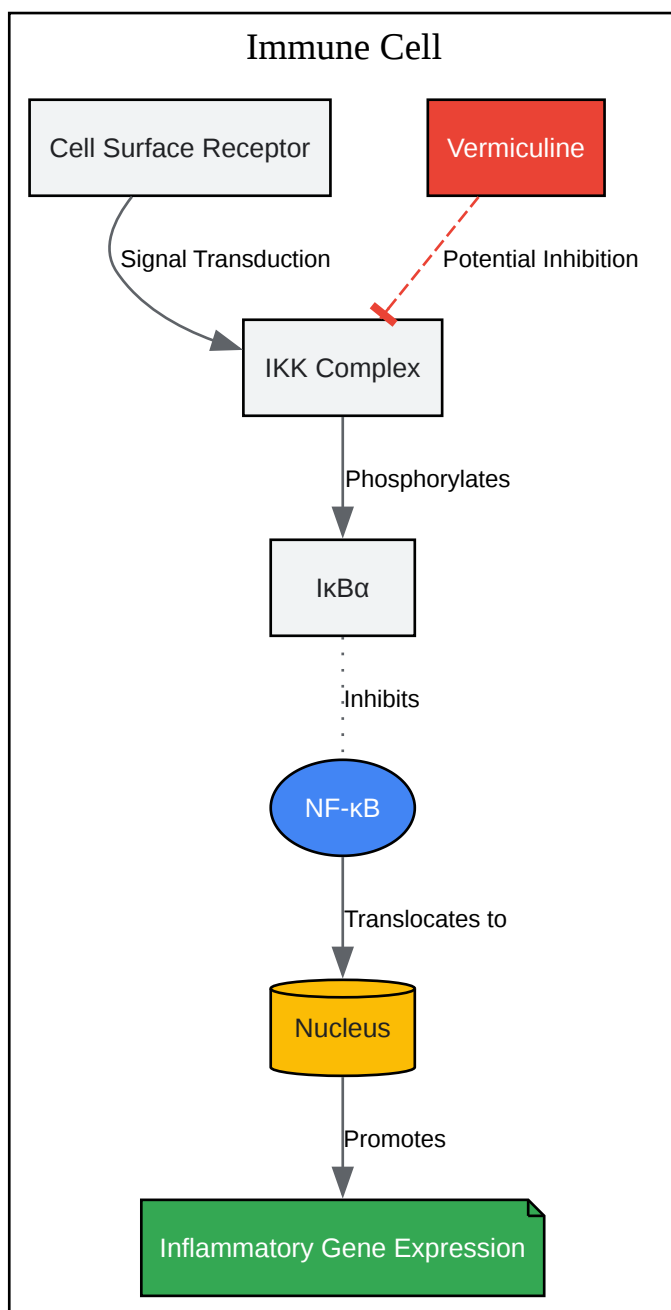 Immune Cell
Cell Surface Receptor
Vermiculine
Signal Transduction
Potential Inhibition
IKK Complex
Phosphorylates
IκBα
Inhibits
NF-κB
Translocates to
Nucleus
Promotes
Inflammatory Gene Expression